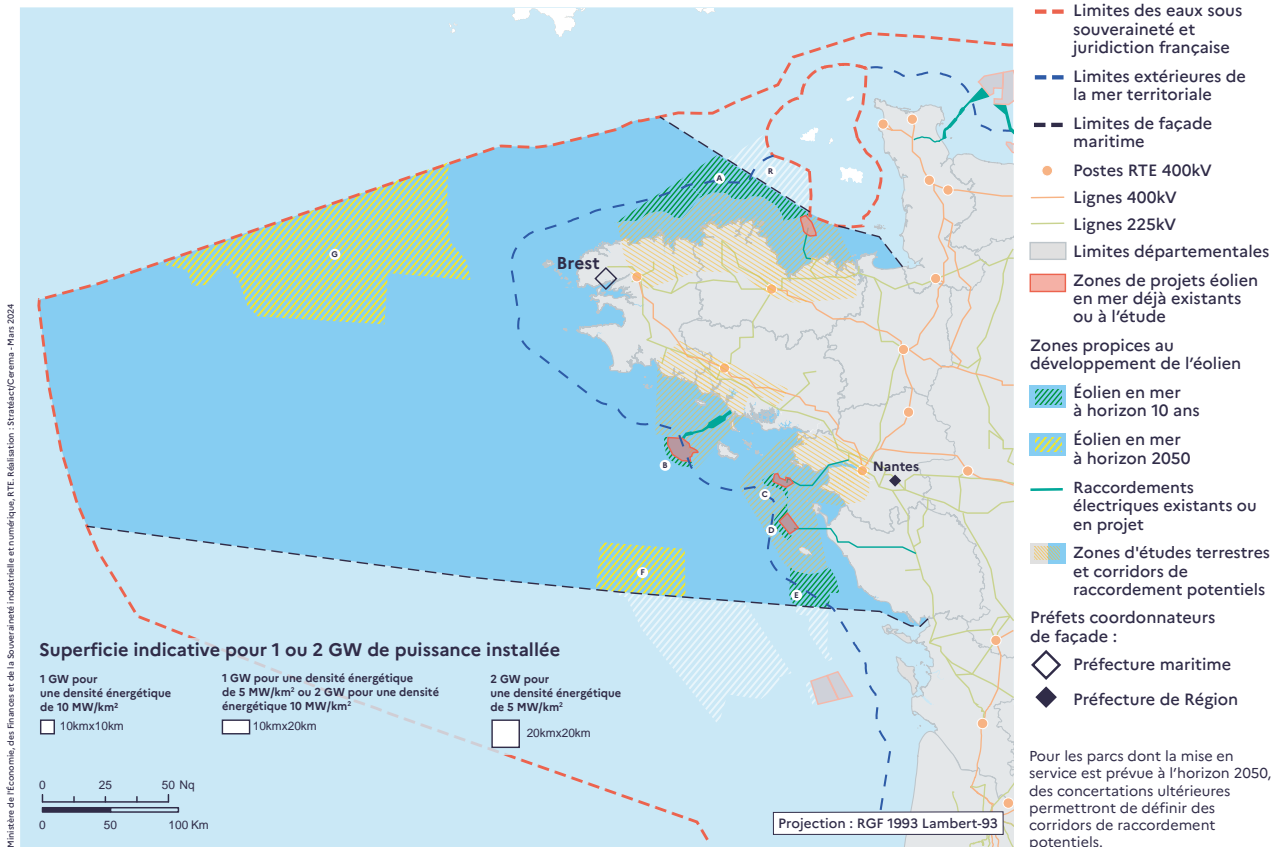 Limites des eaux sous
souveraineté et
juridiction française
Limites extérieures de
la mer territoriale
Limites de façade
maritime
Postes RTE 400kV
Lignes 400kV
Lignes 225kV
Limites départementales
Zones de projets éolien
en mer déjà existants
ou à l'étude
Zones propices au
développement de l'éolien
Éolien en mer
à horizon 10 ans
Éolien en mer
à horizon 2050
Raccordements
électriques existants ou
en projet
Zones d'études terrestres
et corridors de
raccordement potentiels
Préfets coordonnateurs
de façade :
Préfecture maritime
Préfecture de Région
Pour les parcs dont la mise en
service est prévue à l'horizon 2050,
des concertations ultérieures
permettront de définir des
corridors de raccordement
potentiels.
A
R
G
Brest
B
Nantes
C
D
F
E
Superficie indicative pour 1 ou 2 GW de puissance installée
1 GW pour
une densité énergétique
de 10 MW/km²
10kmx10km
1 GW pour une densité énergétique
de 5 MW/km² ou 2 GW pour une densité
énergétique 10 MW/km²
10kmx20km
2 GW pour
une densité énergétique
de 5 MW/km²
20kmx20km
0 25 50 Nq
0 50 100 Km
Projection : RGF 1993 Lambert-93
Ministère de l'Économie, des Finances et de la Souveraineté industrielle et numérique, RTE. Réalisation : Stratéact/Cerema - Mars 2024